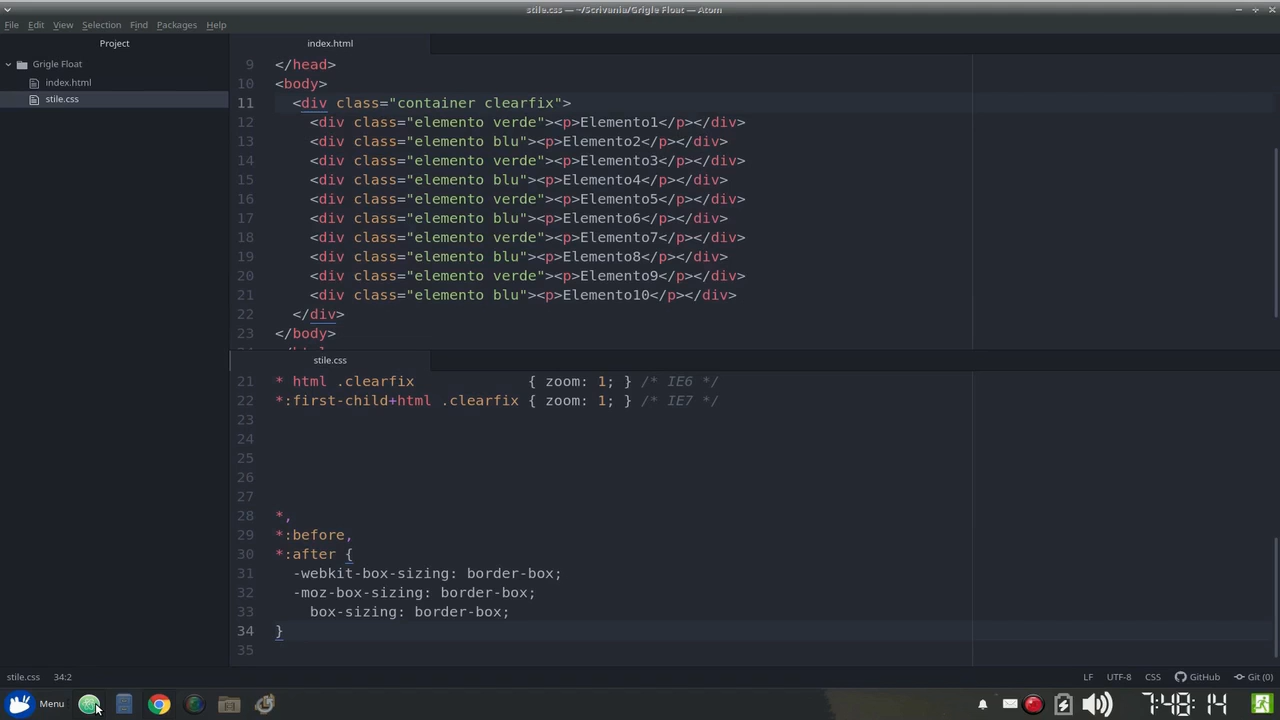 stile.css — ~/Scrivania/Grigle Float — Atom
File Edit View Selection Find Packages Help
Project
Grigle Float
index.html
stile.css
index.html
9 </head>
10 <body>
11 <div class="container clearfix">
12 <div class="elemento verde"><p>Elemento1</p></div>
13 <div class="elemento blu"><p>Elemento2</p></div>
14 <div class="elemento verde"><p>Elemento3</p></div>
15 <div class="elemento blu"><p>Elemento4</p></div>
16 <div class="elemento verde"><p>Elemento5</p></div>
17 <div class="elemento blu"><p>Elemento6</p></div>
18 <div class="elemento verde"><p>Elemento7</p></div>
19 <div class="elemento blu"><p>Elemento8</p></div>
20 <div class="elemento verde"><p>Elemento9</p></div>
21 <div class="elemento blu"><p>Elemento10</p></div>
22 </div>
23 </body>
stile.css
21 * html .clearfix { zoom: 1; } /* IE6 */
22 *:first-child+html .clearfix { zoom: 1; } /* IE7 */
23
24
25
26
27
28 *,
29 *:before,
30 *:after {
31 -webkit-box-sizing: border-box;
32 -moz-box-sizing: border-box;
33 box-sizing: border-box;
34 }
35
stile.css 34:2 LF UTF-8 CSS GitHub Git (0)
Menu 7:48:14